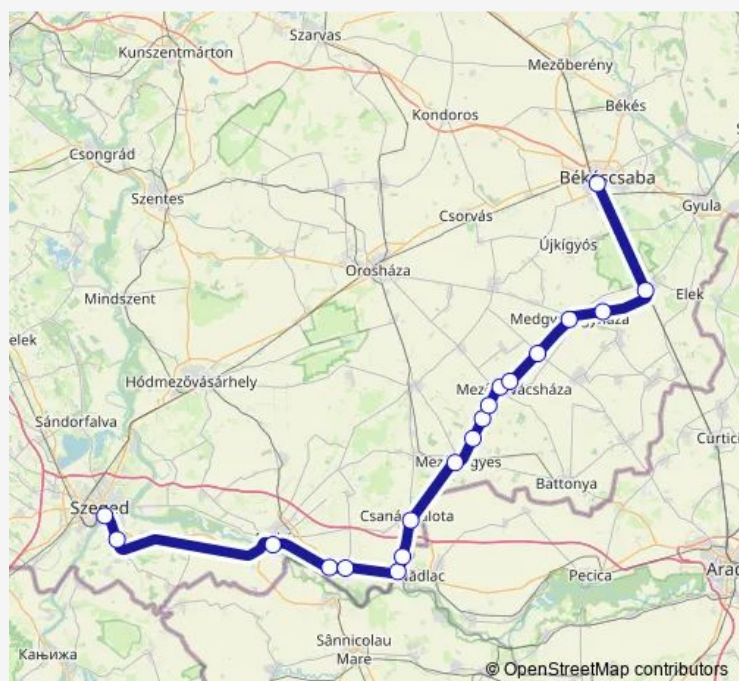 Szarvas
Kunszentmárton
Mezőberény
Békés
Kondoros
Csongrád
Békéscsaba
Szentes
Csorvás
Gyula
Újkígyós
Orosháza
Elek
Mindszent
elek
Hódmezővásárhely
Sándorfalva
Curtici
Battonya
Szeged
Nădlac
Pecica
Arad
Sânnicolau
Mare
Кањижа
© OpenStreetMap contributors